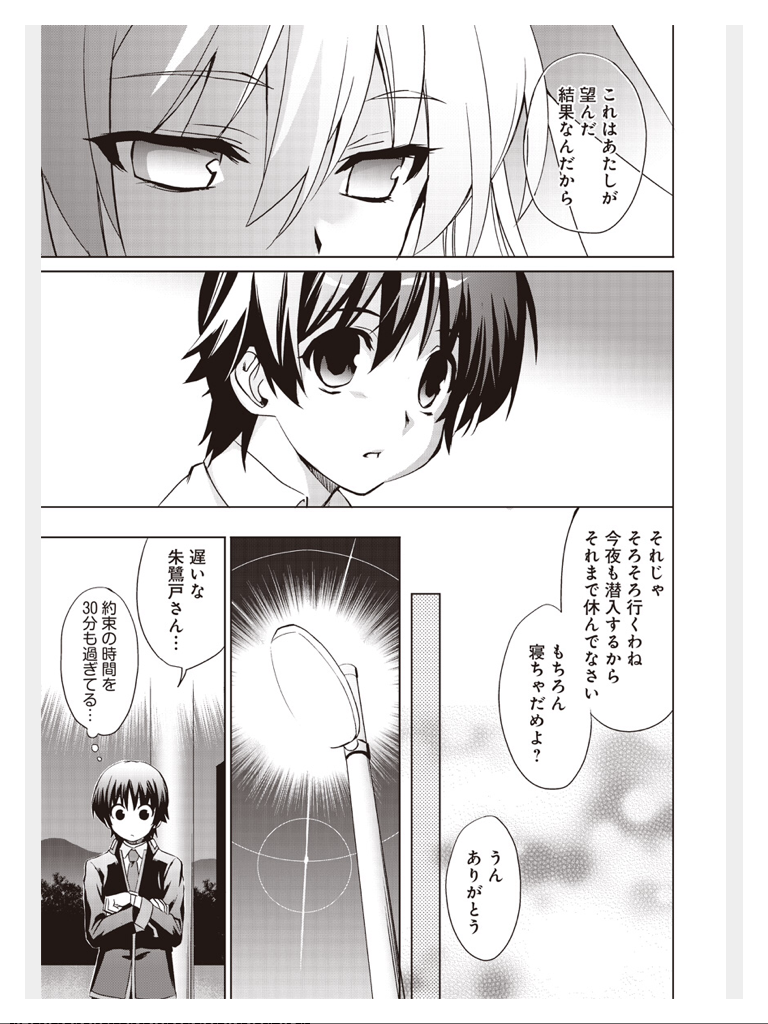 これはあたしが
望んだ
結果なんだから
それじゃ
そろそろ行くわね
今夜も潜入するから
それまで休んでなさい
もちろん
寝ちゃだめよ?
うん
ありがとう
遅いな
朱鷺戸さん…
約束の時間を
30分も過ぎてる…